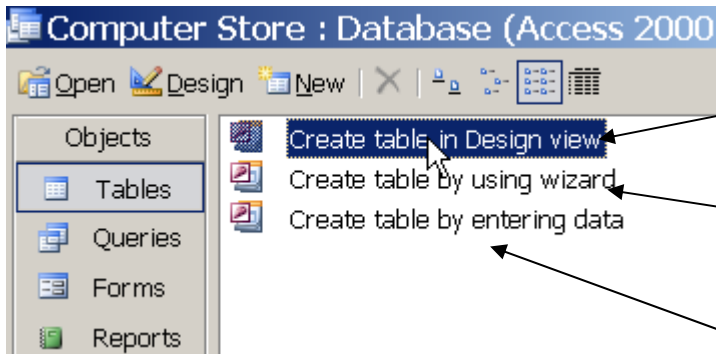 Computer Store : Database (Access 2000
Open Design New
Objects
Tables
Queries
Forms
Reports
Create table in Design view
Create table by using wizard
Create table by entering data